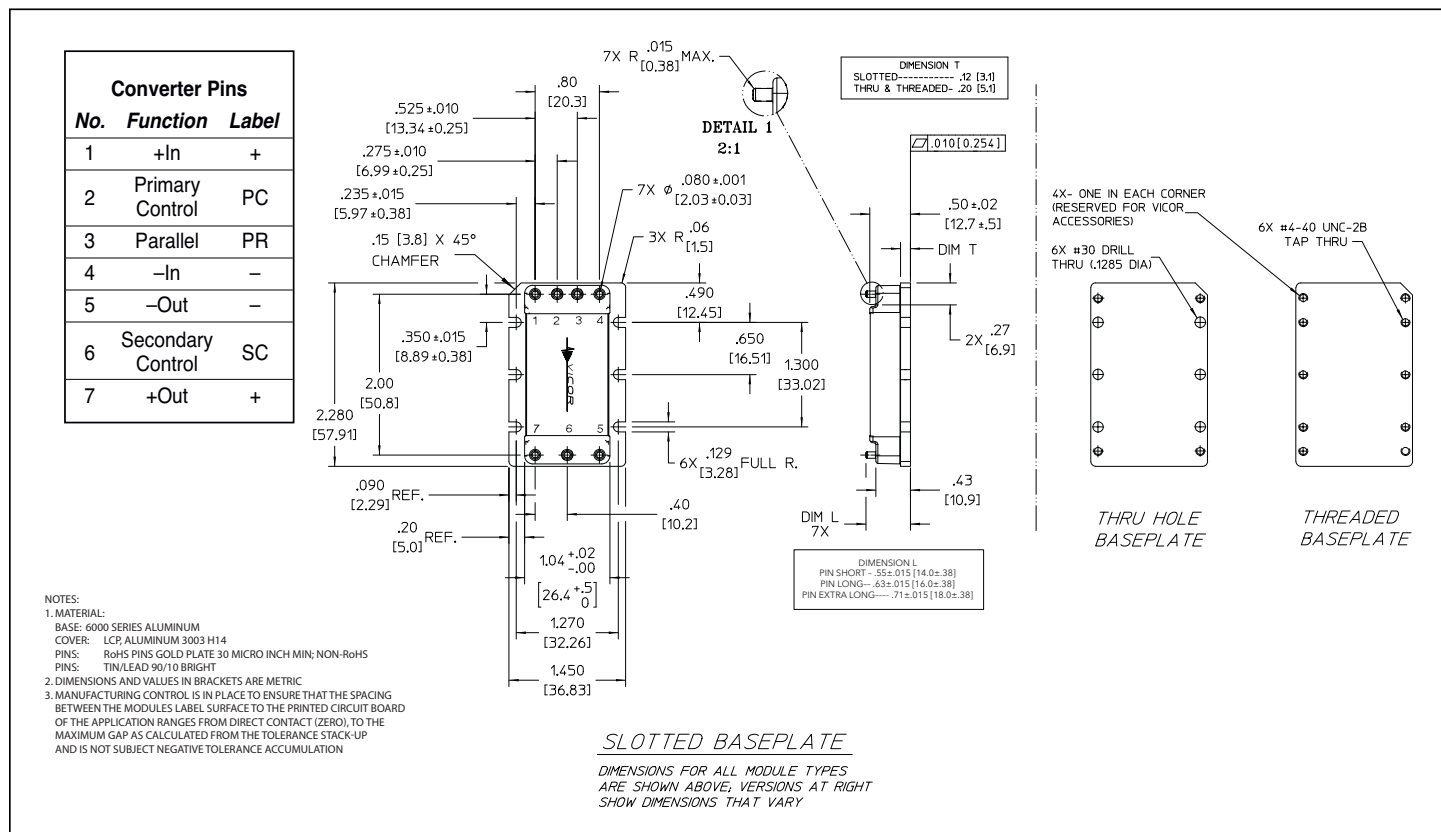 Converter Pins
No. Function Label
1 +In +
2 Primary Control PC
3 Parallel PR
4 –In –
5 –Out –
6 Secondary Control SC
7 +Out +
7X R .015 [0.38] MAX.
.80
[20.3]
.525±.010
[13.34±0.25]
.275±.010
[6.99±0.25]
.235±.015
[5.97±0.38]
.15 [3.8] X 45°
CHAMFER
DETAIL 1
2:1
7X Ø .080±.001
[2.03±0.03]
3X R .06
[1.5]
.490
[12.45]
.350±.015
[8.89±0.38]
.650
[16.51]
1.300
[33.02]
2.00
[50.8]
2.280
[57.91]
1 2 3 4
VICOR
7 6 5
6X .129 FULL R.
[3.28]
.090 REF.
[2.29]
.20 REF.
[5.0]
.40
[10.2]
1.04 +.02 -.00
[26.4 +.5 0]
1.270
[32.26]
1.450
[36.83]
DIMENSION T
SLOTTED----------- .12 [3.1]
THRU & THREADED- .20 [5.1]
.010[0.254]
.50±.02
[12.7±.5]
DIM T
2X .27
[6.9]
.43
[10.9]
DIM L
7X
DIMENSION L
PIN SHORT - .55±.015 [14.0±.38]
PIN LONG-- .63±.015 [16.0±.38]
PIN EXTRA LONG---- .71±.015 [18.0±.38]
4X- ONE IN EACH CORNER
(RESERVED FOR VICOR
ACCESSORIES)
6X #30 DRILL
THRU (.1285 DIA)
6X #4-40 UNC-2B
TAP THRU
THRU HOLE
BASEPLATE
THREADED
BASEPLATE
NOTES:
1. MATERIAL:
BASE: 6000 SERIES ALUMINUM
COVER: LCP, ALUMINUM 3003 H14
PINS: RoHS PINS GOLD PLATE 30 MICRO INCH MIN; NON-RoHS
PINS: TIN/LEAD 90/10 BRIGHT
2. DIMENSIONS AND VALUES IN BRACKETS ARE METRIC
3. MANUFACTURING CONTROL IS IN PLACE TO ENSURE THAT THE SPACING
BETWEEN THE MODULES LABEL SURFACE TO THE PRINTED CIRCUIT BOARD
OF THE APPLICATION RANGES FROM DIRECT CONTACT (ZERO), TO THE
MAXIMUM GAP AS CALCULATED FROM THE TOLERANCE STACK-UP
AND IS NOT SUBJECT NEGATIVE TOLERANCE ACCUMULATION
SLOTTED BASEPLATE
DIMENSIONS FOR ALL MODULE TYPES
ARE SHOWN ABOVE; VERSIONS AT RIGHT
SHOW DIMENSIONS THAT VARY